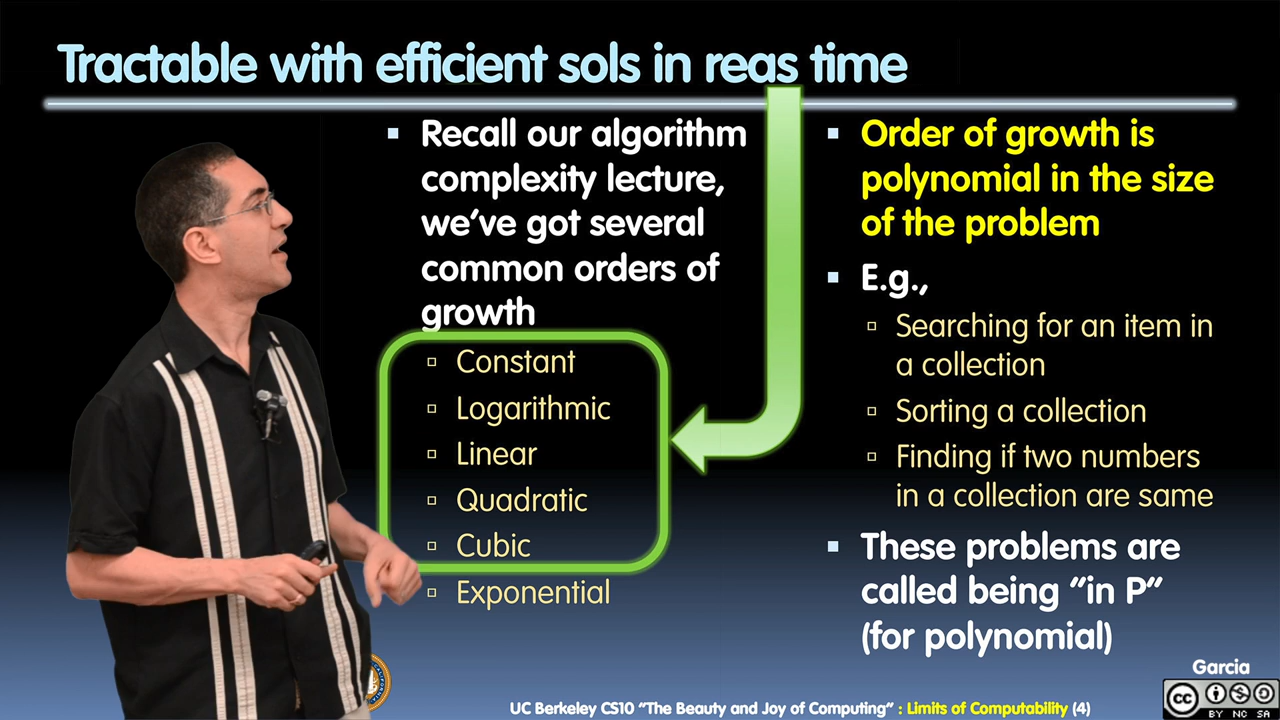 Tractable with efficient sols in reas time
Recall our algorithm
complexity lecture,
we've got several
common orders of
growth
Constant
Logarithmic
Linear
Quadratic
Cubic
Exponential
Order of growth is
polynomial in the size
of the problem
E.g.,
Searching for an item in
a collection
Sorting a collection
Finding if two numbers
in a collection are same
These problems are
called being "in P"
(for polynomial)
Garcia
cc
BY NC SA
UC Berkeley CS10 "The Beauty and Joy of Computing" : Limits of Computability (4)